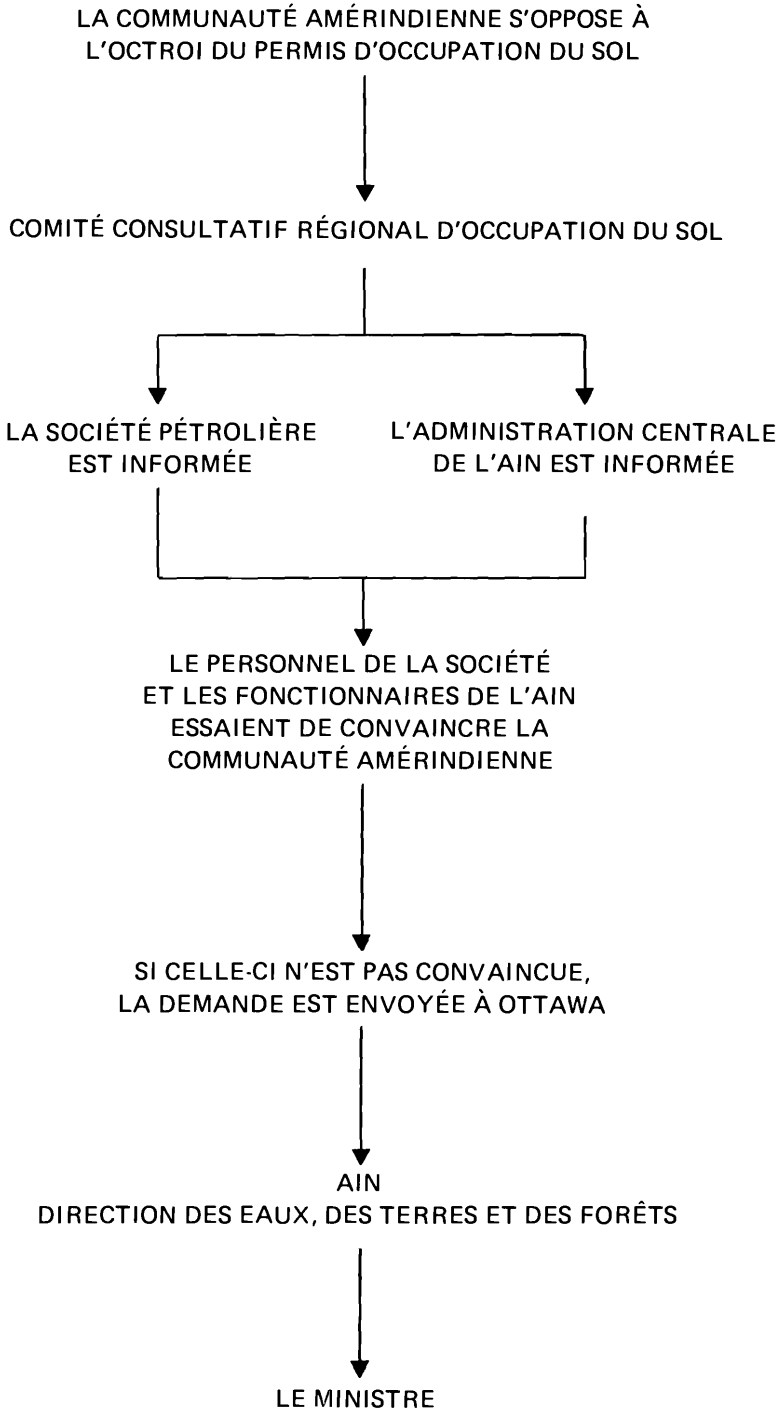 LA COMMUNAUTÉ AMÉRINDIENNE S'OPPOSE À
L'OCTROI DU PERMIS D'OCCUPATION DU SOL
COMITÉ CONSULTATIF RÉGIONAL D'OCCUPATION DU SOL
LA SOCIÉTÉ PÉTROLIÈRE
EST INFORMÉE
L'ADMINISTRATION CENTRALE
DE L'AIN EST INFORMÉE
LE PERSONNEL DE LA SOCIÉTÉ
ET LES FONCTIONNAIRES DE L'AIN
ESSAIENT DE CONVAINCRE LA
COMMUNAUTÉ AMÉRINDIENNE
SI CELLE-CI N'EST PAS CONVAINCUE,
LA DEMANDE EST ENVOYÉE À OTTAWA
AIN
DIRECTION DES EAUX, DES TERRES ET DES FORÊTS
LE MINISTRE